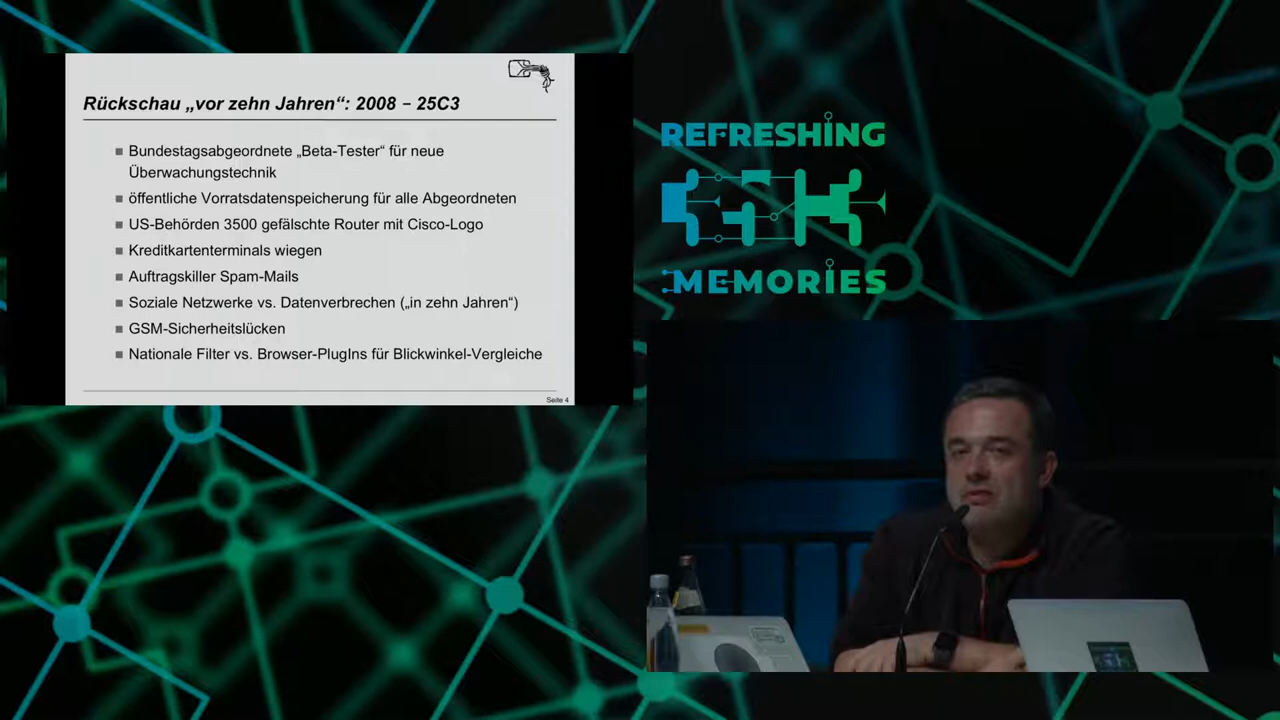 Rückschau „vor zehn Jahren“: 2008 – 25C3
Bundestagsabgeordnete „Beta-Tester“ für neue
Überwachungstechnik
öffentliche Vorratsdatenspeicherung für alle Abgeordneten
US-Behörden 3500 gefälschte Router mit Cisco-Logo
Kreditkartenterminals wiegen
Auftragskiller Spam-Mails
Soziale Netzwerke vs. Datenverbrechen („in zehn Jahren“)
GSM-Sicherheitslücken
Nationale Filter vs. Browser-PlugIns für Blickwinkel-Vergleiche
Seite 4
REFRESHING
MEMORIES